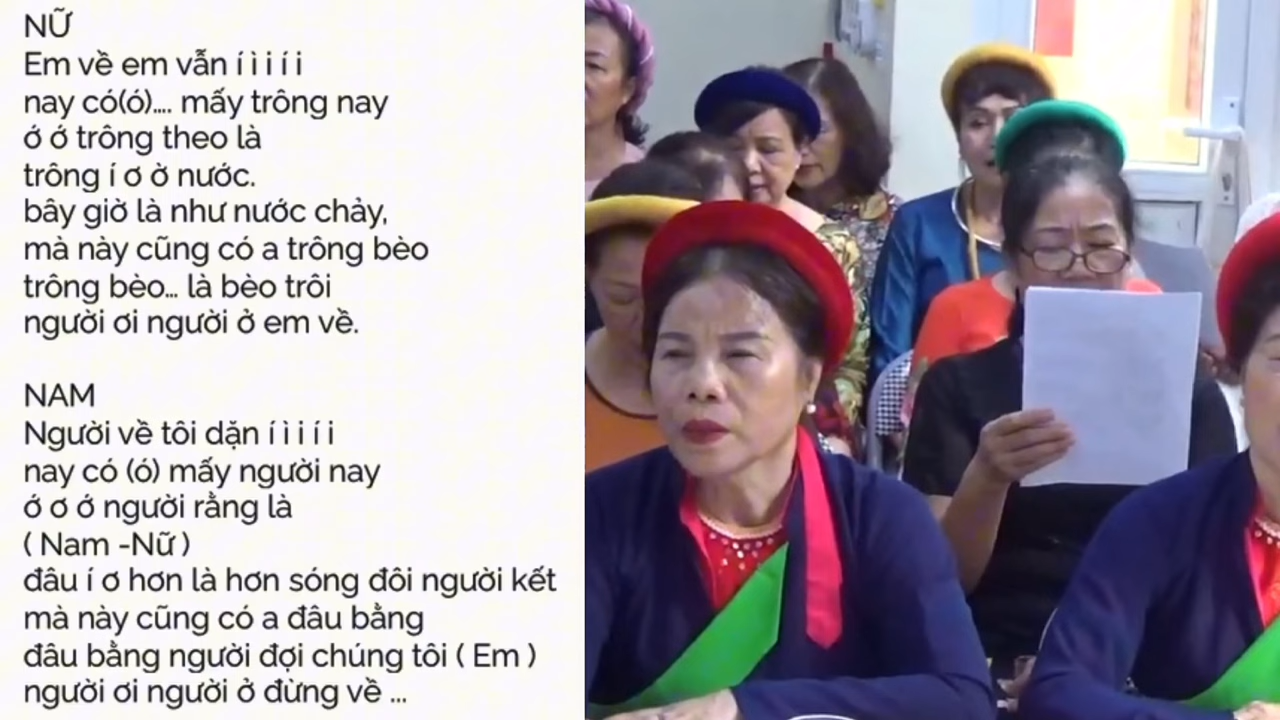 NỮ
Em về em vẫn í ì i í i
nay có(ó).... mấy trông nay
ớ ớ trông theo là
trông í ơ ở nước.
bây giờ là như nước chảy,
mà này cũng có a trông bèo
trông bèo... là bèo trôi
người ơi người ở em về.
NAM
Người về tôi dặn í ì i í i
nay có (ó) mấy người nay
ớ ơ ớ người rằng là
( Nam -Nữ )
đâu í ơ hơn là hơn sóng đôi người kết
mà này cũng có a đâu bằng
đâu bằng người đợi chúng tôi ( Em )
người ơi người ở đừng về ...